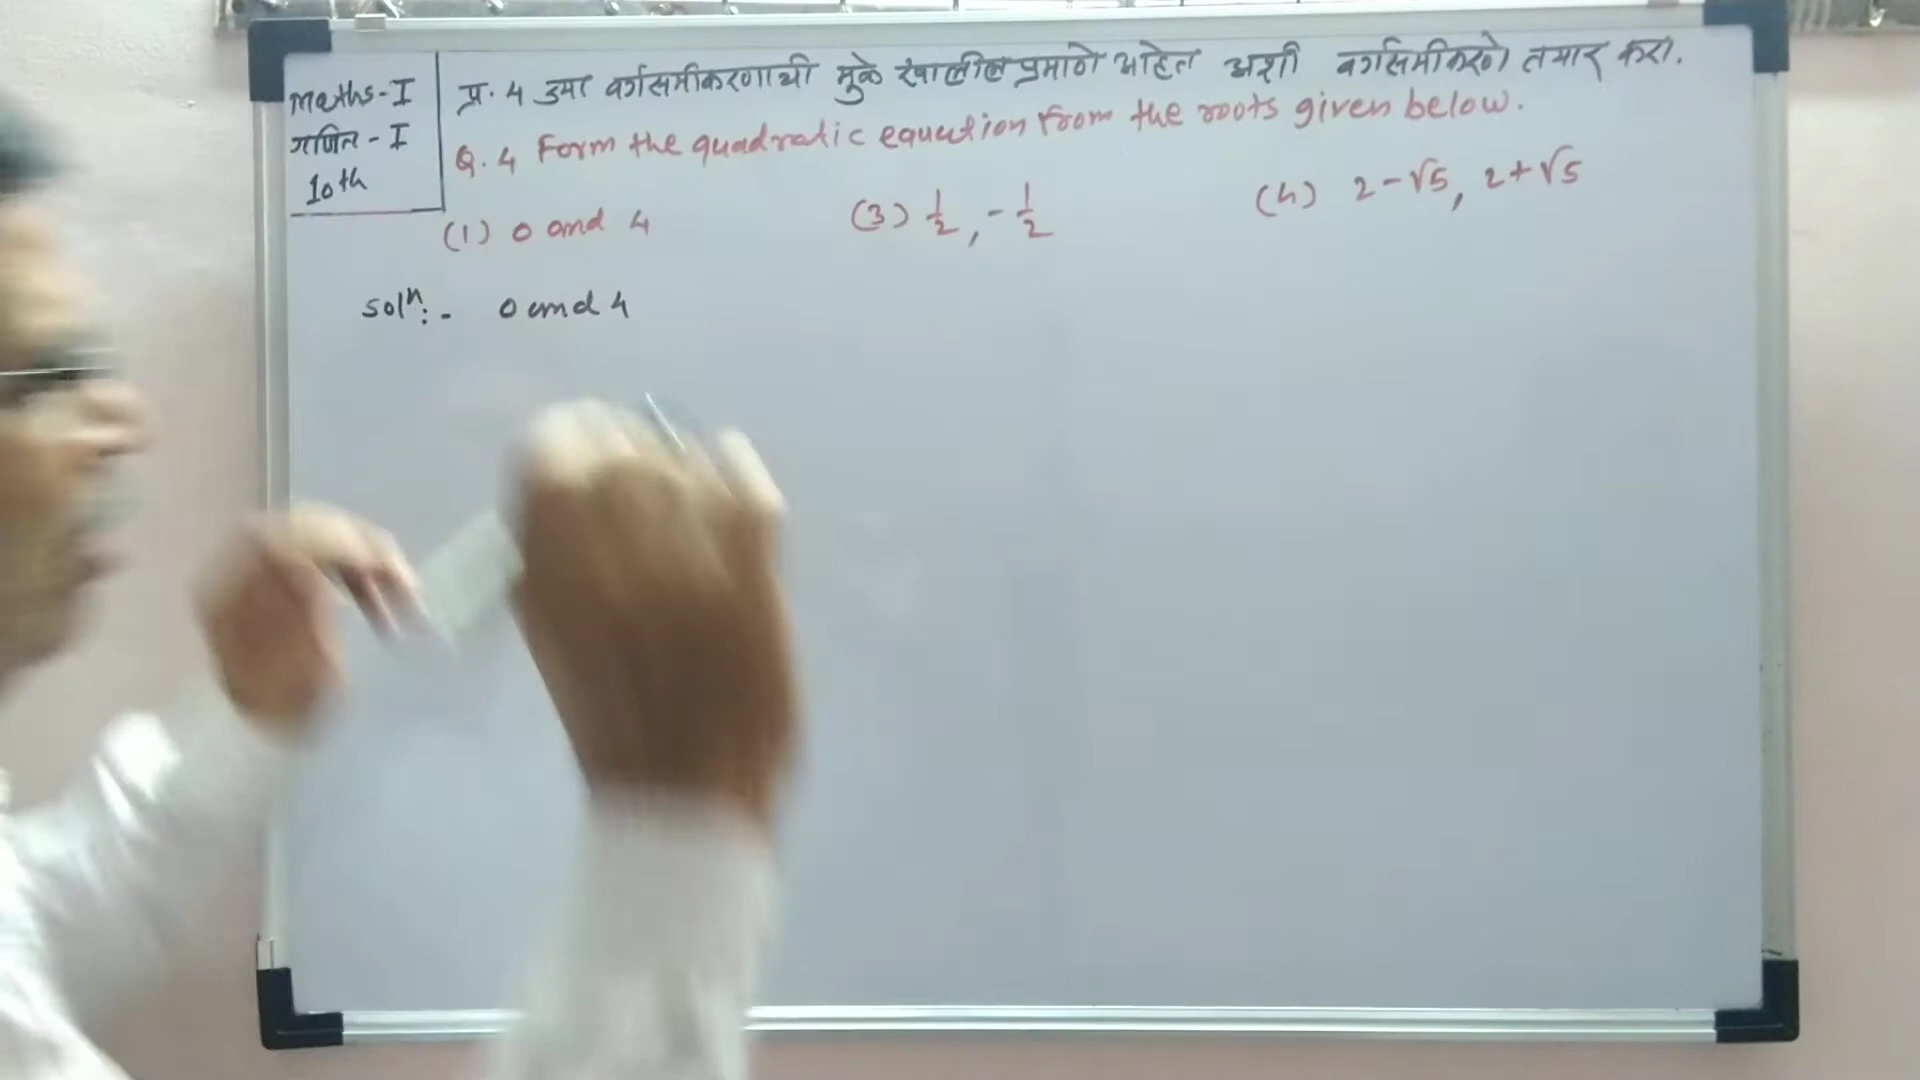 Maths-I
गणित-I
10th
प्र. 4 ज्या वर्गसमीकरणाची मुळे खालील प्रमाणे आहेत अशी वर्गसमीकरणे तयार करा.
Q. 4 Form the quadratic equation from the roots given below.
(1) 0 and 4 (3) 1/2, -1/2 (4) 2-√5, 2+√5
Solⁿ:- 0 and 4